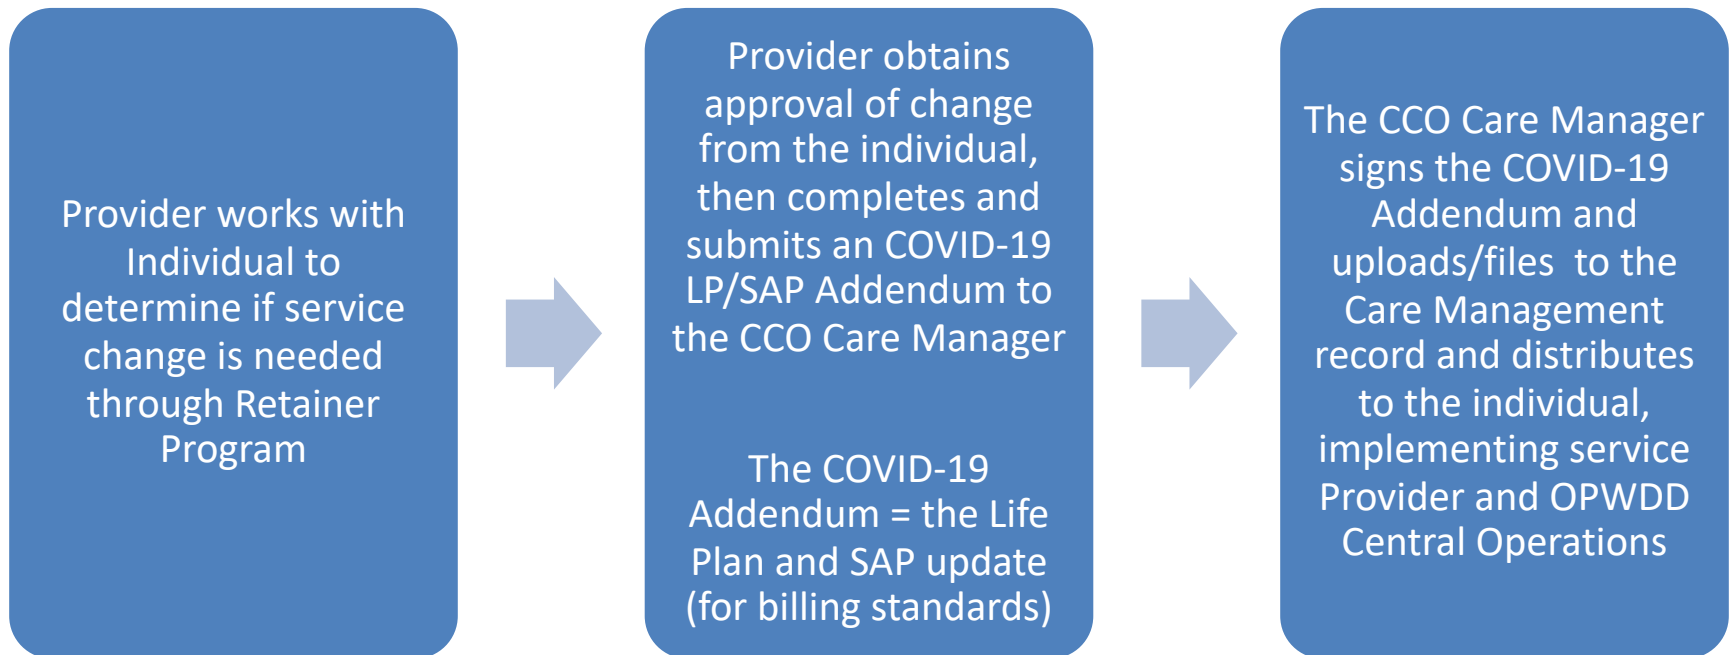 Provider works with
Individual to
determine if service
change is needed
through Retainer
Program
Provider obtains
approval of change
from the individual,
then completes and
submits an COVID-19
LP/SAP Addendum to
the CCO Care Manager
The COVID-19
Addendum = the Life
Plan and SAP update
(for billing standards)
The CCO Care Manager
signs the COVID-19
Addendum and
uploads/files to the
Care Management
record and distributes
to the individual,
implementing service
Provider and OPWDD
Central Operations